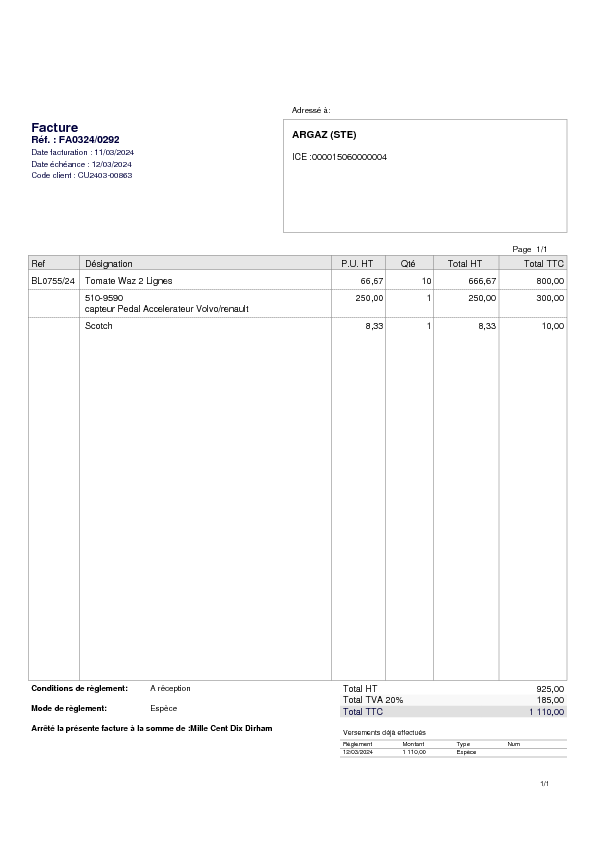 Adressé à:
Facture
Réf. : FA0324/0292
Date facturation : 11/03/2024
Date échéance : 12/03/2024
Code client : CU2403-00863
ARGAZ (STE)
ICE :000015060000004
Page 1/1
Ref Désignation P.U. HT Qté Total HT Total TTC
BL0755/24 Tomate Waz 2 Lignes 66,67 10 666,67 800,00
510-9590 250,00 1 250,00 300,00
capteur Pedal Accelerateur Volvo/renault
Scotch 8,33 1 8,33 10,00
Conditions de règlement: A réception
Mode de règlement: Espèce
Arrêté la présente facture à la somme de :Mille Cent Dix Dirham
Total HT 925,00
Total TVA 20% 185,00
Total TTC 1 110,00
Versements déjà effectués
Règlement Montant Type Num
12/03/2024 1 110,00 Espèce
1/1